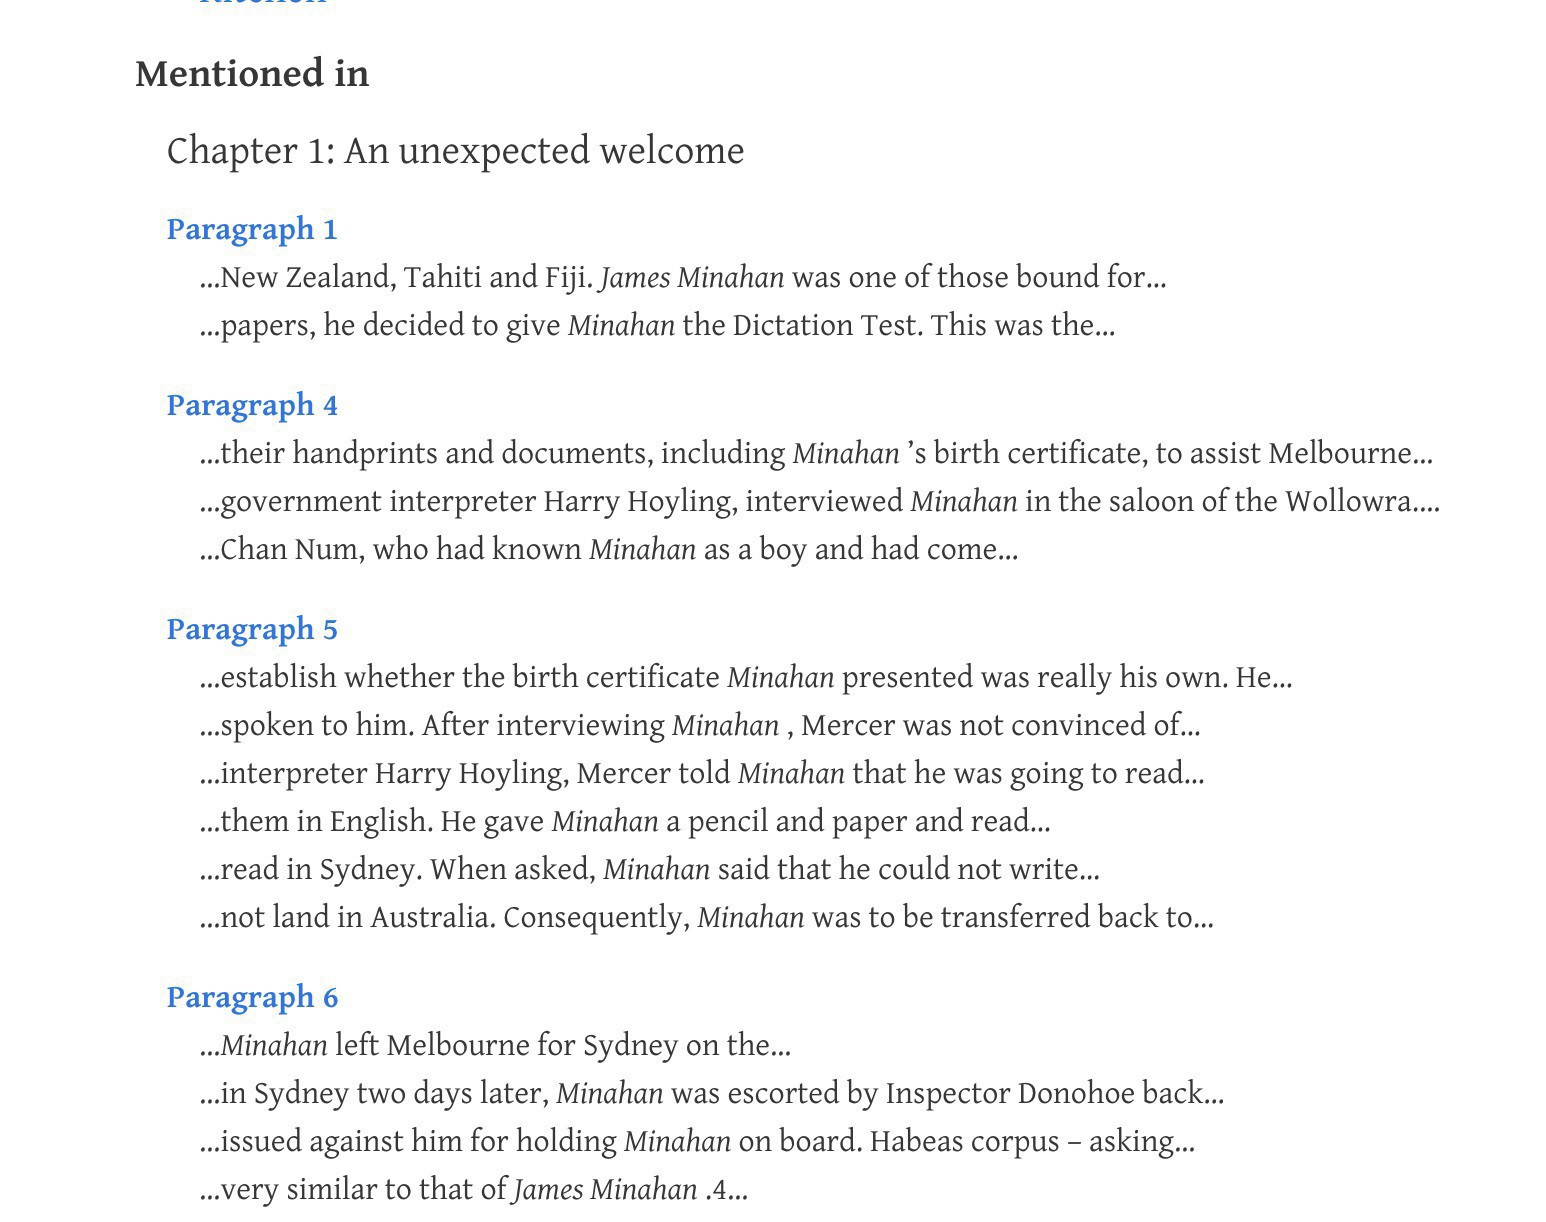 Kitchen
Mentioned in
Chapter 1: An unexpected welcome
Paragraph 1
...New Zealand, Tahiti and Fiji. James Minahan was one of those bound for...
...papers, he decided to give Minahan the Dictation Test. This was the...
Paragraph 4
...their handprints and documents, including Minahan ’s birth certificate, to assist Melbourne...
...government interpreter Harry Hoyling, interviewed Minahan in the saloon of the Wollowra....
...Chan Num, who had known Minahan as a boy and had come...
Paragraph 5
...establish whether the birth certificate Minahan presented was really his own. He...
...spoken to him. After interviewing Minahan , Mercer was not convinced of...
...interpreter Harry Hoyling, Mercer told Minahan that he was going to read...
...them in English. He gave Minahan a pencil and paper and read...
...read in Sydney. When asked, Minahan said that he could not write...
...not land in Australia. Consequently, Minahan was to be transferred back to...
Paragraph 6
...Minahan left Melbourne for Sydney on the...
...in Sydney two days later, Minahan was escorted by Inspector Donohoe back...
...issued against him for holding Minahan on board. Habeas corpus – asking...
...very similar to that of James Minahan .4...